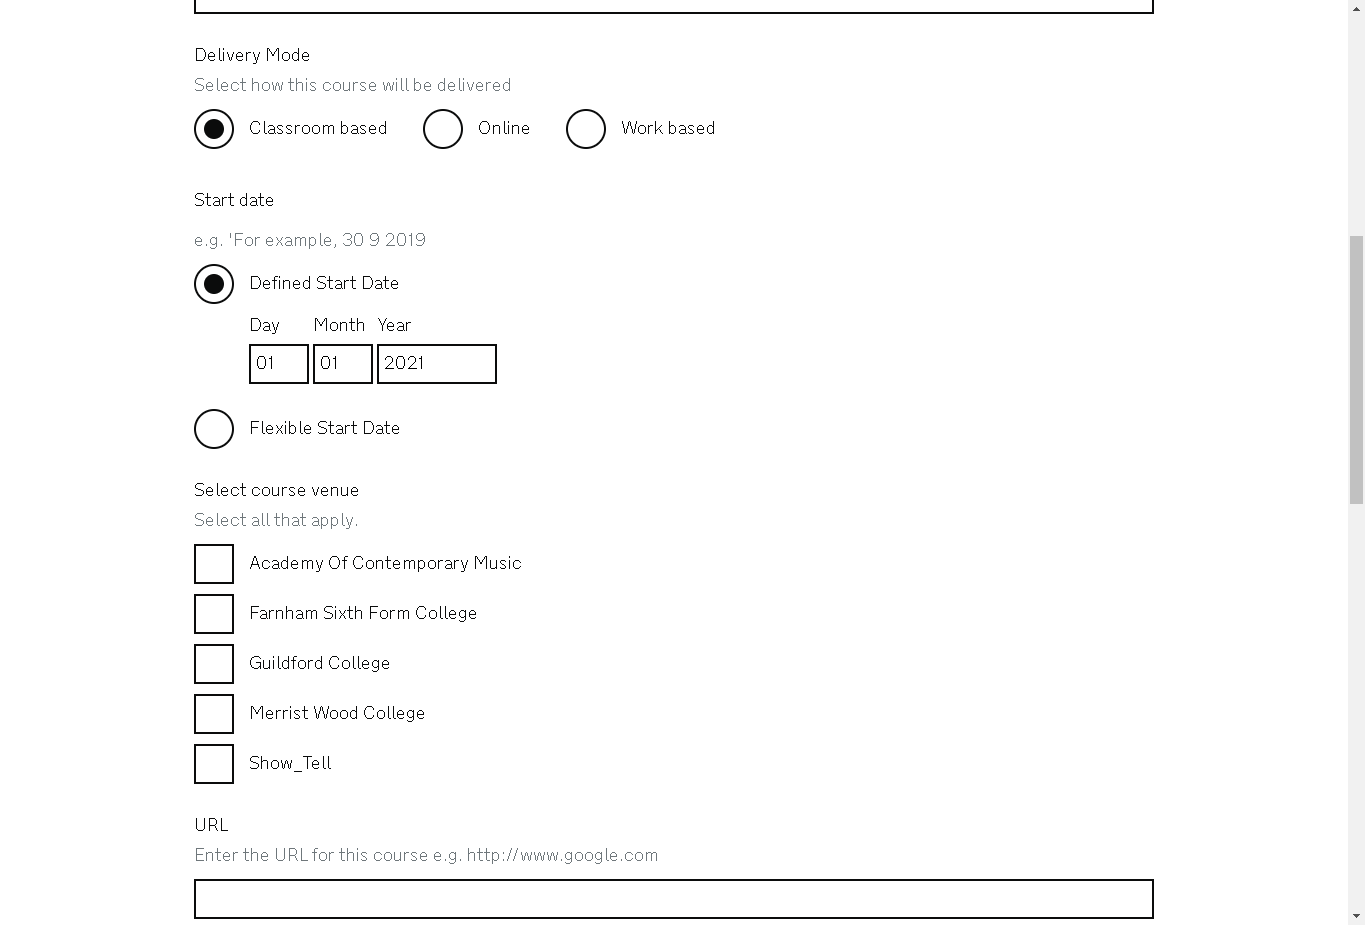 Delivery Mode
Select how this course will be delivered
Classroom based Online Work based
Start date
e.g. 'For example, 30 9 2019
Defined Start Date
Day Month Year
01 01 2021
Flexible Start Date
Select course venue
Select all that apply.
Academy Of Contemporary Music
Farnham Sixth Form College
Guildford College
Merrist Wood College
Show_Tell
URL
Enter the URL for this course e.g. http://www.google.com